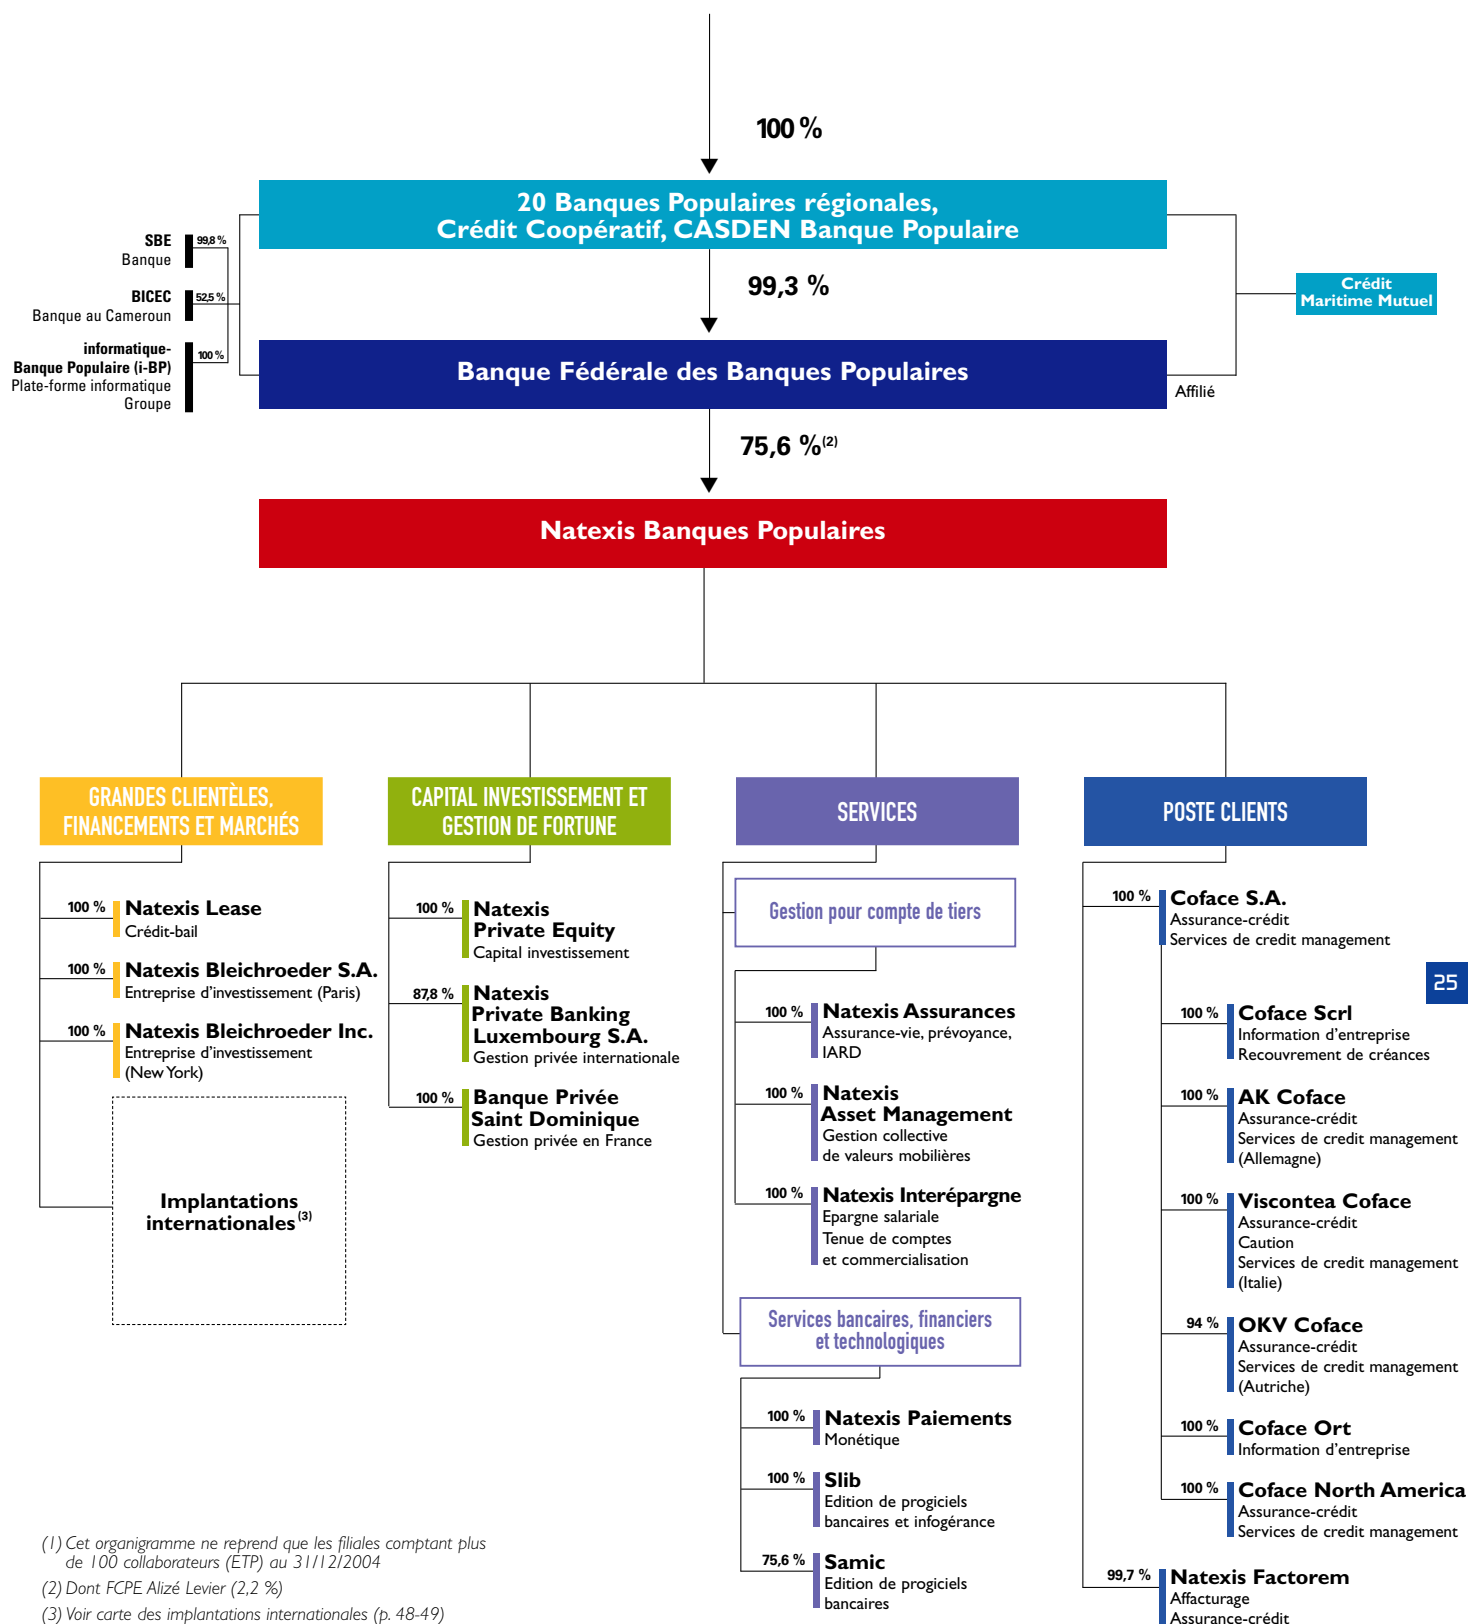 100 %
20 Banques Populaires régionales,
Crédit Coopératif, CASDEN Banque Populaire
SBE
Banque
99,8 %
BICEC
Banque au Cameroun
52,5 %
informatique-
Banque Populaire (i-BP)
Plate-forme informatique
Groupe
100 %
99,3 %
Crédit
Maritime Mutuel
Banque Fédérale des Banques Populaires
Affilié
75,6 %(2)
Natexis Banques Populaires
GRANDES CLIENTÈLES,
FINANCEMENTS ET MARCHÉS
100 %
Natexis Lease
Crédit-bail
100 %
Natexis Bleichroeder S.A.
Entreprise d'investissement (Paris)
100 %
Natexis Bleichroeder Inc.
Entreprise d'investissement
(New York)
Implantations
internationales(3)
CAPITAL INVESTISSEMENT ET
GESTION DE FORTUNE
100 %
Natexis
Private Equity
Capital investissement
87,8 %
Natexis
Private Banking
Luxembourg S.A.
Gestion privée internationale
100 %
Banque Privée
Saint Dominique
Gestion privée en France
SERVICES
Gestion pour compte de tiers
100 %
Natexis Assurances
Assurance-vie, prévoyance,
IARD
100 %
Natexis
Asset Management
Gestion collective
de valeurs mobilières
100 %
Natexis Interépargne
Epargne salariale
Tenue de comptes
et commercialisation
Services bancaires, financiers
et technologiques
100 %
Natexis Paiements
Monétique
100 %
Slib
Edition de progiciels
bancaires et infogérance
75,6 %
Samic
Edition de progiciels
bancaires
POSTE CLIENTS
100 %
Coface S.A.
Assurance-crédit
Services de credit management
25
100 %
Coface Scrl
Information d'entreprise
Recouvrement de créances
100 %
AK Coface
Assurance-crédit
Services de credit management
(Allemagne)
100 %
Viscontea Coface
Assurance-crédit
Caution
Services de credit management
(Italie)
94 %
OKV Coface
Assurance-crédit
Services de credit management
(Autriche)
100 %
Coface Ort
Information d'entreprise
100 %
Coface North America
Assurance-crédit
Services de credit management
99,7 %
Natexis Factorem
Affacturage
Assurance-crédit
(1) Cet organigramme ne reprend que les filiales comptant plus
de 100 collaborateurs (ETP) au 31/12/2004
(2) Dont FCPE Alizé Levier (2,2 %)
(3) Voir carte des implantations internationales (p. 48-49)